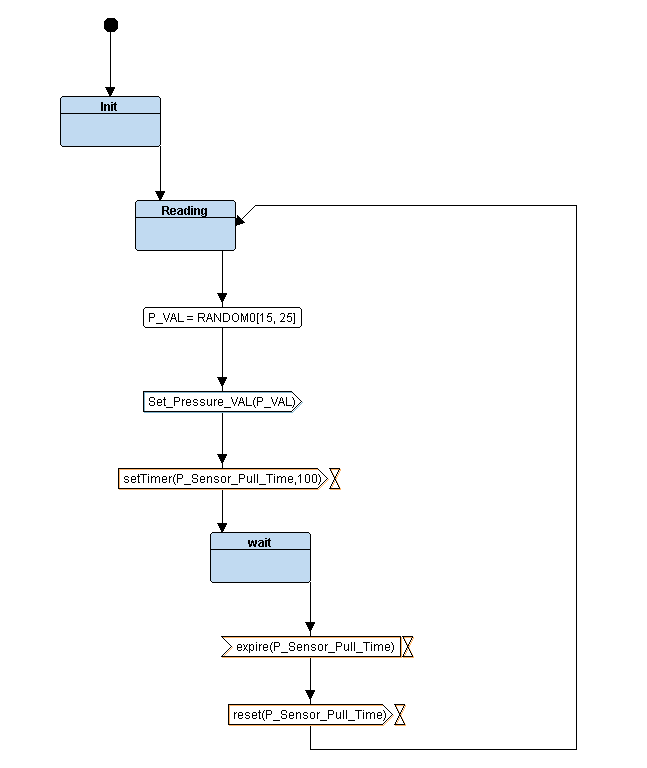 Init
Reading
P_VAL = RANDOM0[15, 25]
Set_Pressure_VAL(P_VAL)
setTimer(P_Sensor_Pull_Time,100)
wait
expire(P_Sensor_Pull_Time)
reset(P_Sensor_Pull_Time)